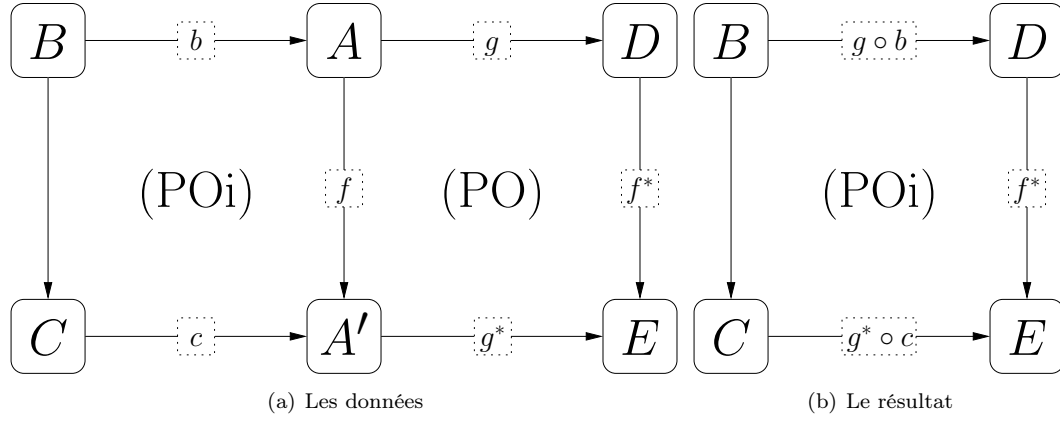 B b A g D B g ∘ b D
(POi) f (PO) f* (POi) f*
C c A′ g* E C g* ∘ c E
(a) Les données (b) Le résultat